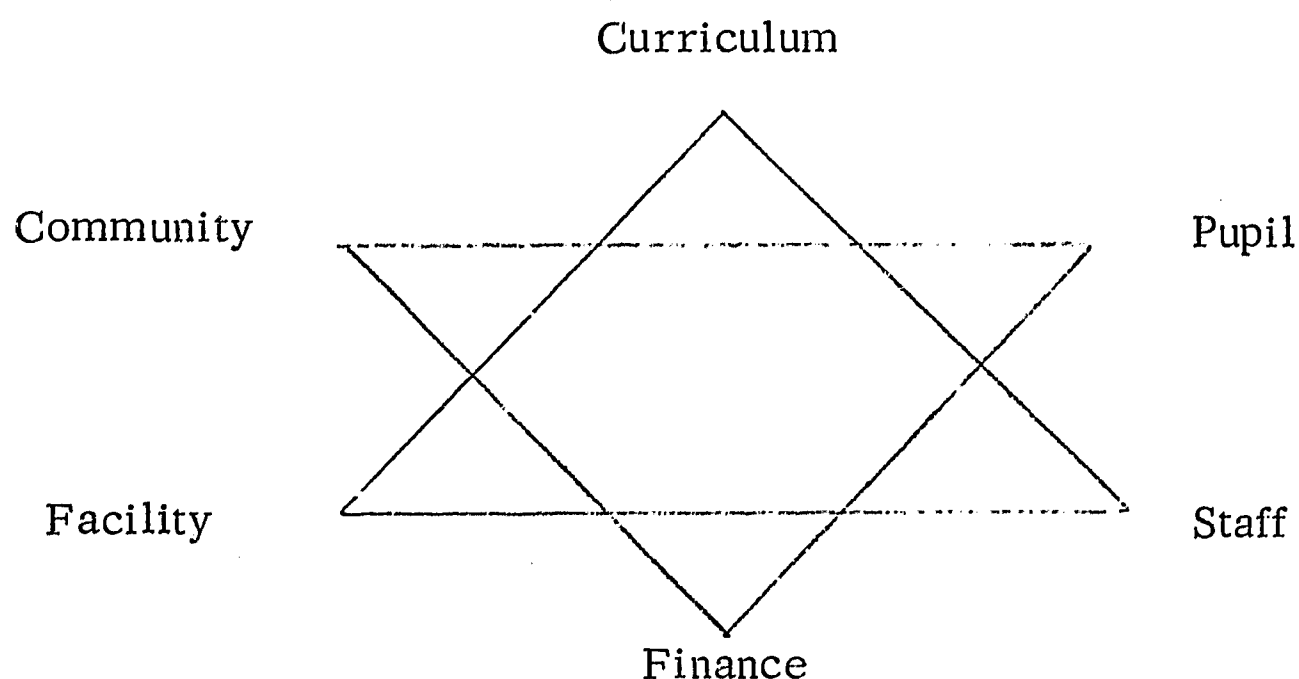 Curriculum
Community
Pupil
Facility
Staff
Finance